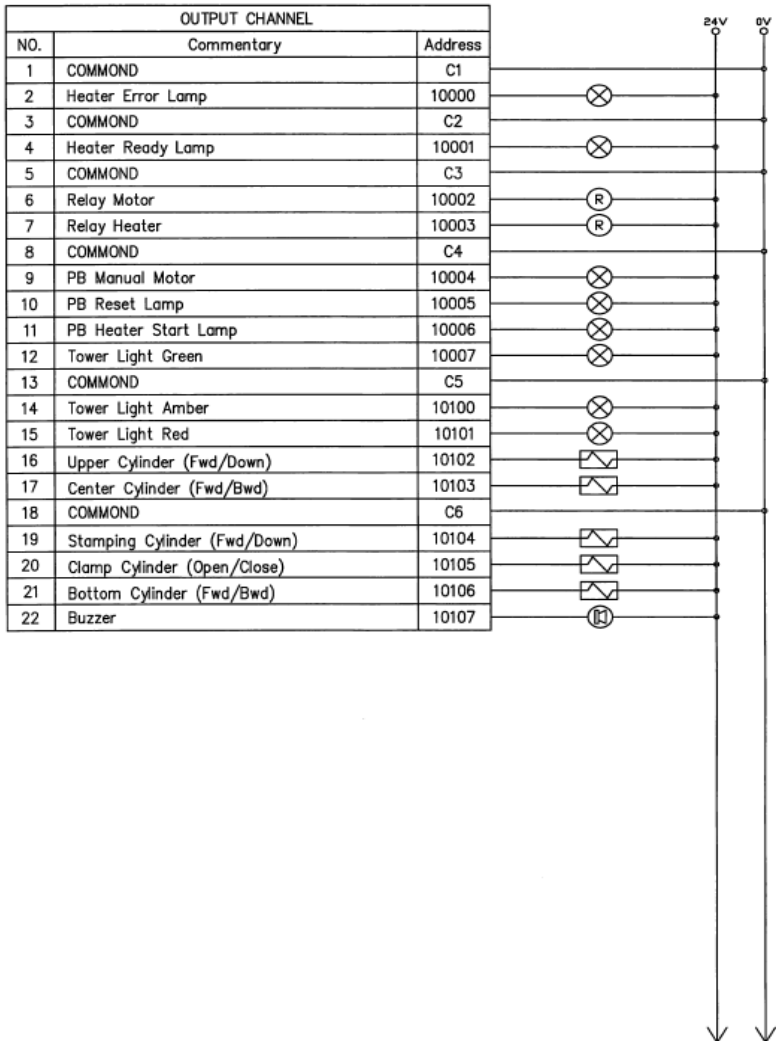 OUTPUT CHANNEL
24V 0V
NO. Commentary Address
1 COMMOND C1
2 Heater Error Lamp 10000
3 COMMOND C2
4 Heater Ready Lamp 10001
5 COMMOND C3
6 Relay Motor 10002 R
7 Relay Heater 10003 R
8 COMMOND C4
9 PB Manual Motor 10004
10 PB Reset Lamp 10005
11 PB Heater Start Lamp 10006
12 Tower Light Green 10007
13 COMMOND C5
14 Tower Light Amber 10100
15 Tower Light Red 10101
16 Upper Cylinder (Fwd/Down) 10102
17 Center Cylinder (Fwd/Bwd) 10103
18 COMMOND C6
19 Stamping Cylinder (Fwd/Down) 10104
20 Clamp Cylinder (Open/Close) 10105
21 Bottom Cylinder (Fwd/Bwd) 10106
22 Buzzer 10107